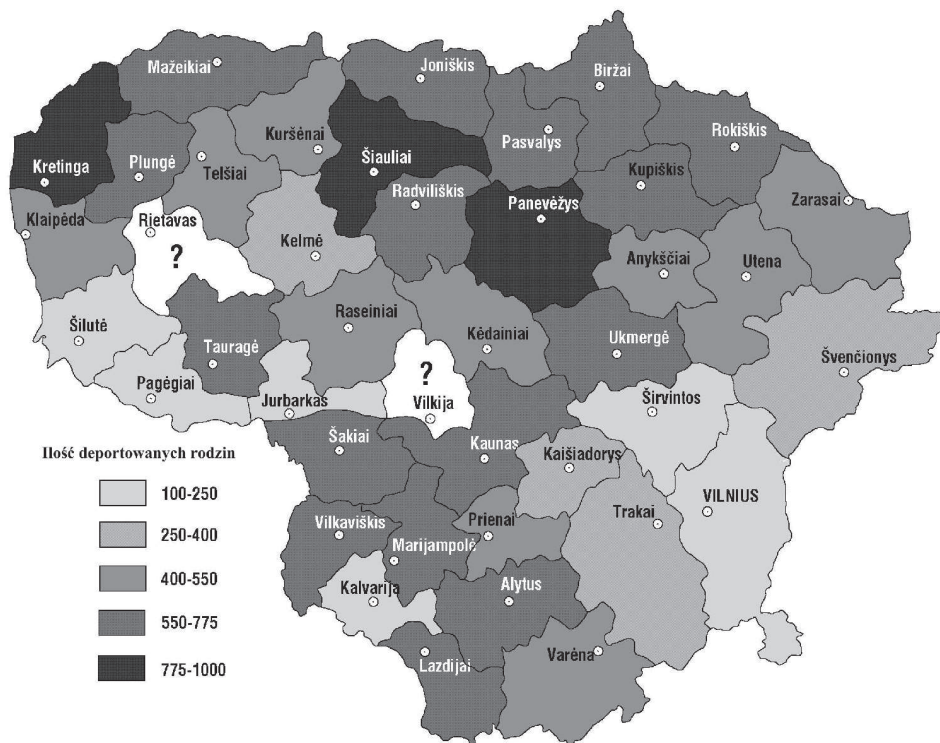 Mažeikiai
Joniškis
Biržai
Kuršėnai
Pasvalys
Rokiškis
Kretinga
Plungė
Telšiai
Šiauliai
Radviliškis
Kupiškis
Panevėžys
Zarasai
Klaipėda
Rietavas
?
Kelmė
Anykščiai
Utena
Šilutė
Raseiniai
Tauragė
Kėdainiai
Ukmergė
Švenčionys
Pagėgiai
Jurbarkas
?
Vilkija
Širvintos
Šakiai
Kaunas
Kaišiadorys
Ilość deportowanych rodzin
100-250
250-400
400-550
550-775
775-1000
VILNIUS
Trakai
Vilkaviškis
Prienai
Marijampolė
Kalvarija
Alytus
Lazdijai
Varėna